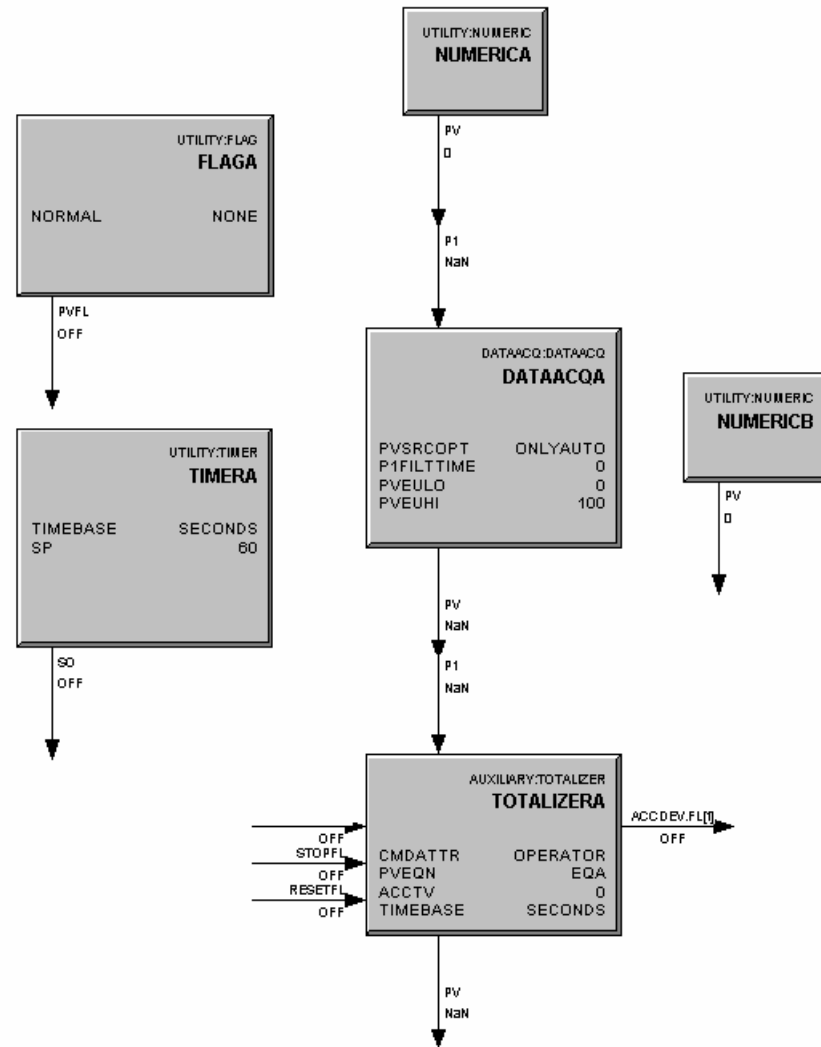 UTILITY:NUMERIC
NUMERICA
PV
0
P1
NaN
UTILITY:FLAG
FLAGA
NORMAL NONE
PVFL
OFF
DATAACQ:DATAACQ
DATAACQA
PVSRCOPT ONLYAUTO
P1FILTTIME 0
PVEULO 0
PVEUHI 100
PV
NaN
P1
NaN
UTILITY:NUMERIC
NUMERICB
PV
0
UTILITY:TIMER
TIMERA
TIMEBASE SECONDS
SP 60
SO
OFF
AUXILIARY:TOTALIZER
TOTALIZERA
OFF
STOPFL
OFF
RESETFL
OFF
CMDATTR OPERATOR
PVEQN EQA
ACCTV 0
TIMEBASE SECONDS
ACCDEV.FL[1]
OFF
PV
NaN